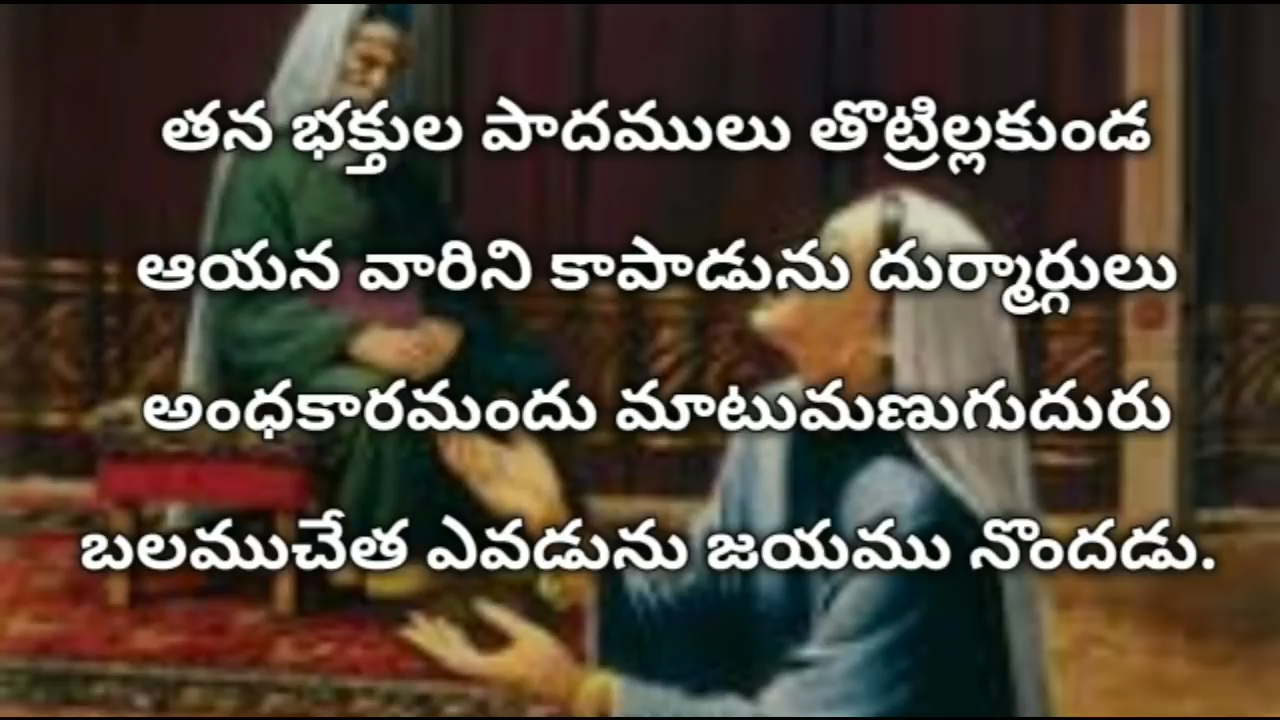 తన భక్తుల పాదములు తొట్రిల్లకుండ
ఆయన వారిని కాపాడును దుర్మార్గులు
అంధకారమందు మాటుమణుగుదురు
బలముచేత ఎవడును జయము నొందడు.